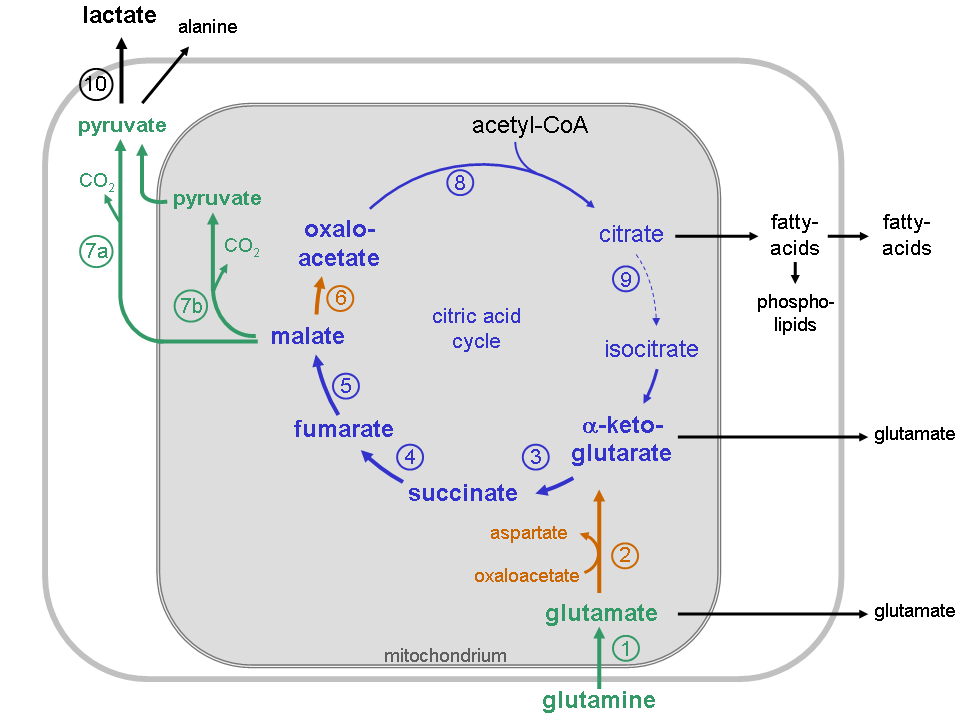 lactate
alanine
10
pyruvate
acetyl-CoA
CO2
8
pyruvate
fatty-
acids
fatty-
acids
oxalo-
acetate
citrate
7a
CO2
9
6
7b
phospho-
lipids
citric acid
cycle
malate
isocitrate
5
fumarate
α-keto-
glutarate
glutamate
4
3
succinate
aspartate
2
oxaloacetate
glutamate
glutamate
1
mitochondrium
glutamine